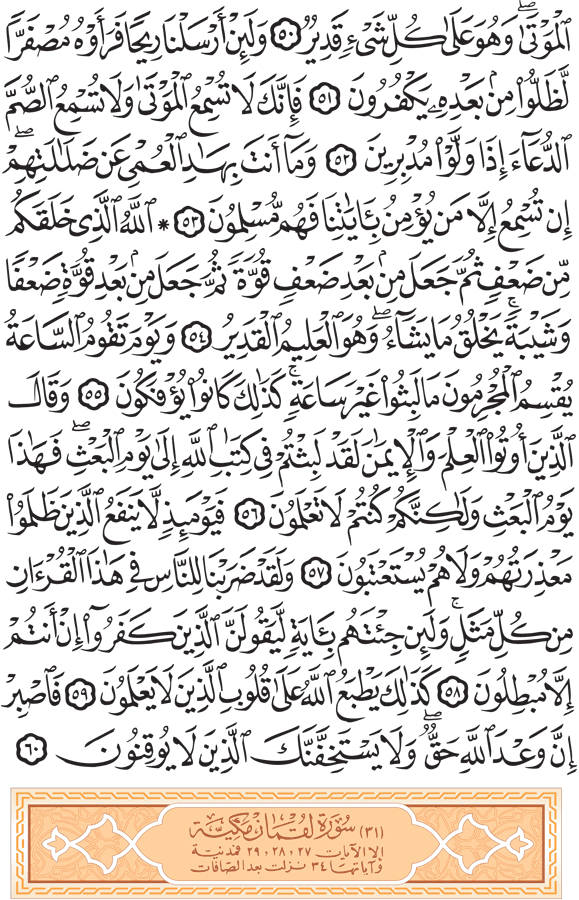 ٱلْمَوْتَىٰۖ وَهُوَ عَلَىٰ كُلِّ شَىْءٍ قَدِيرٌ ٥٠ وَلَئِنْ أَرْسَلْنَا رِيحًا فَرَأَوْهُ مُصْفَرًّا
لَّظَلُّوا۟ مِنۢ بَعْدِهِۦ يَكْفُرُونَ ٥١ فَإِنَّكَ لَا تُسْمِعُ ٱلْمَوْتَىٰ وَلَا تُسْمِعُ ٱلصُّمَّ
ٱلدُّعَآءَ إِذَا وَلَّوْا۟ مُدْبِرِينَ ٥٢ وَمَآ أَنتَ بِهَٰدِ ٱلْعُمْىِ عَن ضَلَٰلَتِهِمْۖ
إِن تُسْمِعُ إِلَّا مَن يُؤْمِنُ بِـَٔايَٰتِنَا فَهُم مُّسْلِمُونَ ٥٣ * ٱللَّهُ ٱلَّذِى خَلَقَكُم
مِّن ضَعْفٍ ثُمَّ جَعَلَ مِنۢ بَعْدِ ضَعْفٍ قُوَّةً ثُمَّ جَعَلَ مِنۢ بَعْدِ قُوَّةٍ ضَعْفًا
وَشَيْبَةًۚ يَخْلُقُ مَا يَشَآءُۖ وَهُوَ ٱلْعَلِيمُ ٱلْقَدِيرُ ٥٤ وَيَوْمَ تَقُومُ ٱلسَّاعَةُ
يُقْسِمُ ٱلْمُجْرِمُونَ مَا لَبِثُوا۟ غَيْرَ سَاعَةٍۚ كَذَٰلِكَ كَانُوا۟ يُؤْفَكُونَ ٥٥ وَقَالَ
ٱلَّذِينَ أُوتُوا۟ ٱلْعِلْمَ وَٱلْإِيمَٰنَ لَقَدْ لَبِثْتُمْ فِى كِتَٰبِ ٱللَّهِ إِلَىٰ يَوْمِ ٱلْبَعْثِۖ فَهَٰذَا
يَوْمُ ٱلْبَعْثِ وَلَٰكِنَّكُمْ كُنتُمْ لَا تَعْلَمُونَ ٥٦ فَيَوْمَئِذٍ لَّا يَنفَعُ ٱلَّذِينَ ظَلَمُوا۟
مَعْذِرَتُهُمْ وَلَا هُمْ يُسْتَعْتَبُونَ ٥٧ وَلَقَدْ ضَرَبْنَا لِلنَّاسِ فِى هَٰذَا ٱلْقُرْءَانِ
مِن كُلِّ مَثَلٍۚ وَلَئِن جِئْتَهُم بِـَٔايَةٍ لَّيَقُولَنَّ ٱلَّذِينَ كَفَرُوٓا۟ إِنْ أَنتُمْ
إِلَّا مُبْطِلُونَ ٥٨ كَذَٰلِكَ يَطْبَعُ ٱللَّهُ عَلَىٰ قُلُوبِ ٱلَّذِينَ لَا يَعْلَمُونَ ٥٩ فَٱصْبِرْ
إِنَّ وَعْدَ ٱللَّهِ حَقٌّۖ وَلَا يَسْتَخِفَّنَّكَ ٱلَّذِينَ لَا يُوقِنُونَ ٦٠
(٣١) سُورَة لُقْمَان مَكِّيَّة
إلا الآيات ٢٧، ٢٨، ٢٩ فمدنية
وآياتها ٣٤ نزلت بعد الصّافات